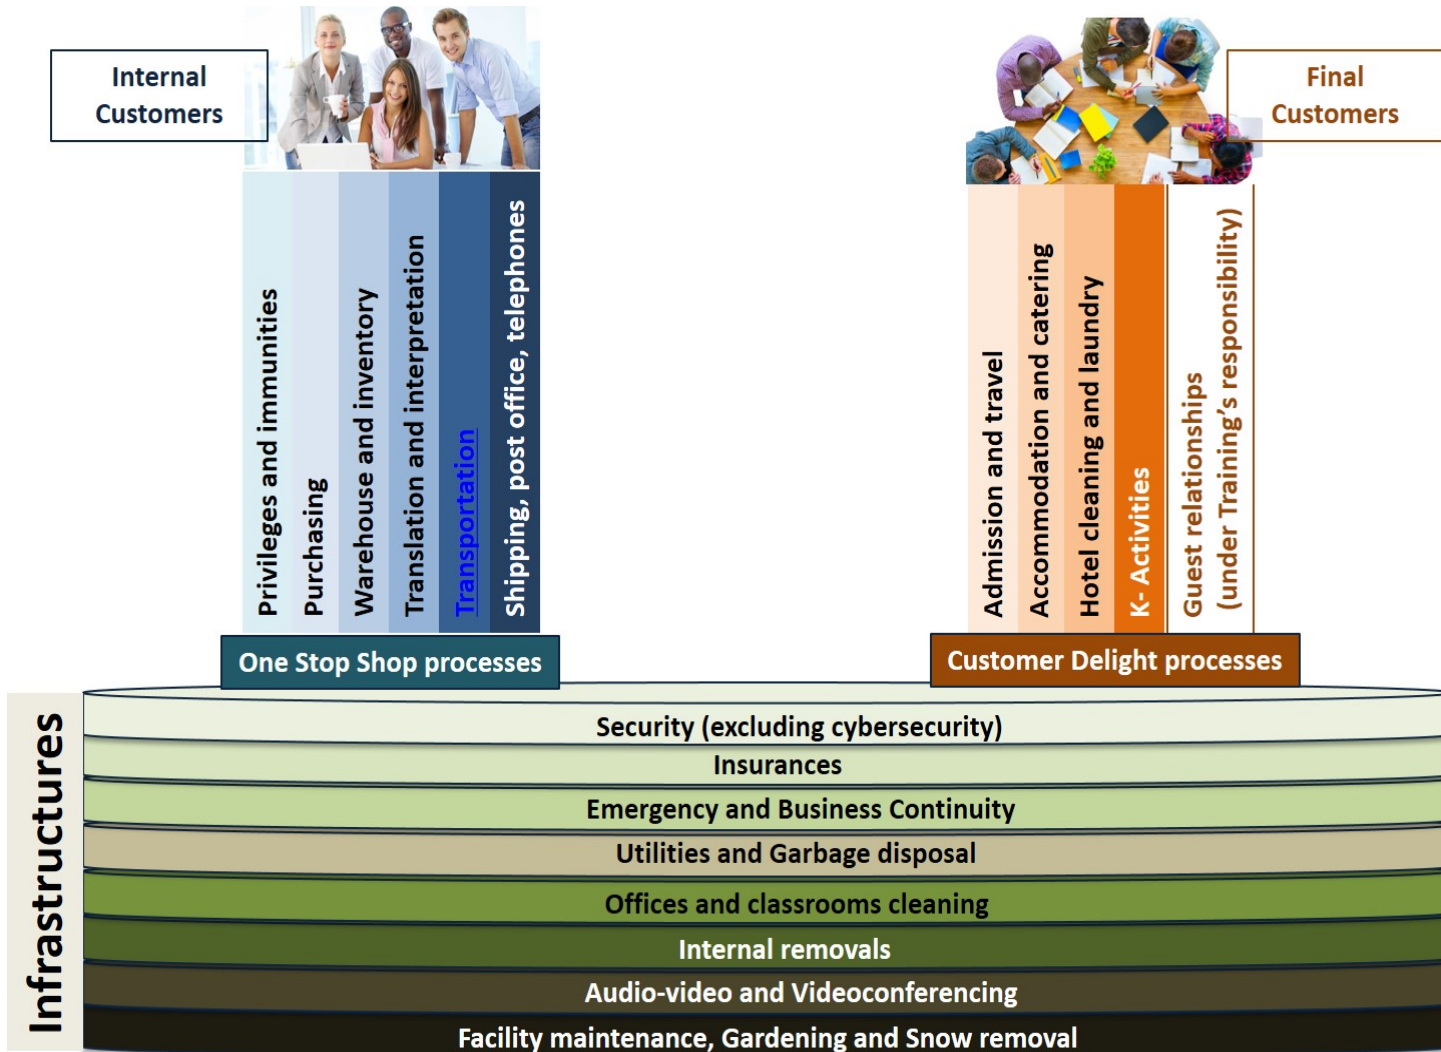 Internal
Customers
Final
Customers
Privileges and immunities
Purchasing
Warehouse and inventory
Translation and interpretation
Transportation
Shipping, post office, telephones
Admission and travel
Accommodation and catering
Hotel cleaning and laundry
K- Activities
Guest relationships
(under Training’s responsibility)
One Stop Shop processes
Customer Delight processes
Infrastructures
Security (excluding cybersecurity)
Insurances
Emergency and Business Continuity
Utilities and Garbage disposal
Offices and classrooms cleaning
Internal removals
Audio-video and Videoconferencing
Facility maintenance, Gardening and Snow removal